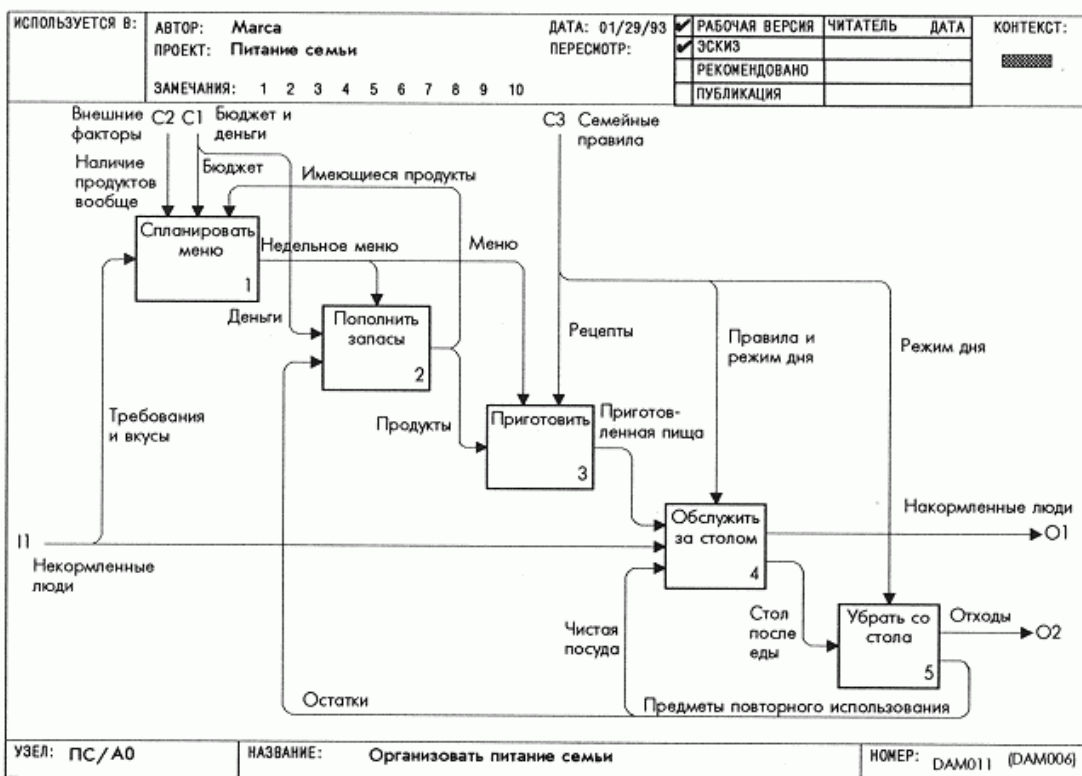 ИСПОЛЬЗУЕТСЯ В:
АВТОР: Marca
ДАТА: 01/29/93
ПРОЕКТ: Питание семьи
ПЕРЕСМОТР:
ЗАМЕЧАНИЯ: 1 2 3 4 5 6 7 8 9 10
РАБОЧАЯ ВЕРСИЯ
ЭСКИЗ
РЕКОМЕНДОВАНО
ПУБЛИКАЦИЯ
ЧИТАТЕЛЬ ДАТА
КОНТЕКСТ:
Внешние
факторы
C2 C1
Бюджет и
деньги
C3
Семейные
правила
Наличие
продуктов
вообще
Бюджет
Имеющиеся продукты
Спланировать
меню
1
Недельное меню
Меню
Деньги
Пополнить
запасы
2
Рецепты
Правила и
режим дня
Режим дня
Требования
и вкусы
Продукты
Приготовить
3
Приготов-
ленная пища
Обслужить
за столом
4
Накормленные люди
O1
I1
Некормленные
люди
Чистая
посуда
Стол
после
еды
Убрать со
стола
5
Отходы
O2
Остатки
Предметы повторного использования
УЗЕЛ: ПС/A0
НАЗВАНИЕ: Организовать питание семьи
НОМЕР: DAM011 (DAM006)